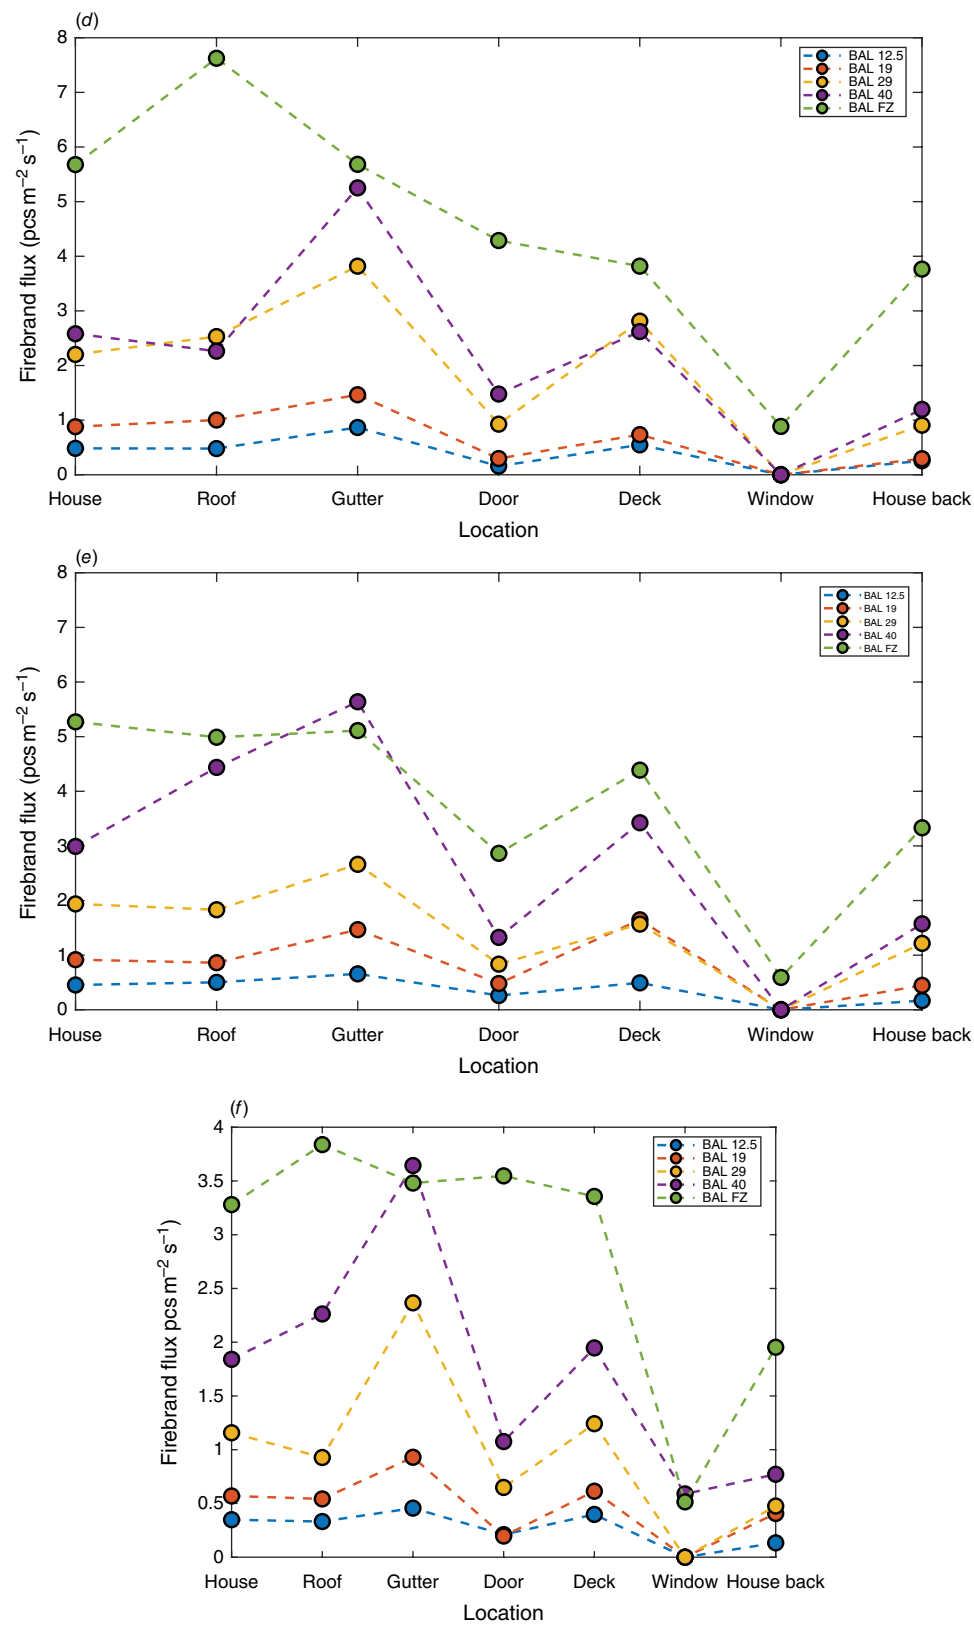 (d)
8
7
6
5
4
3
2
1
0
Firebrand flux (pcs m−2 s−1)
BAL 12.5
BAL 19
BAL 29
BAL 40
BAL FZ
House Roof Gutter Door Deck Window House back
Location
(e)
8
7
6
5
4
3
2
1
0
Firebrand flux (pcs m−2 s−1)
BAL 12.5
BAL 19
BAL 29
BAL 40
BAL FZ
House Roof Gutter Door Deck Window House back
Location
(f)
4
3.5
3
2.5
2
1.5
1
0.5
0
Firebrand flux pcs m−2 s−1)
BAL 12.5
BAL 19
BAL 29
BAL 40
BAL FZ
House Roof Gutter Door Deck Window House back
Location